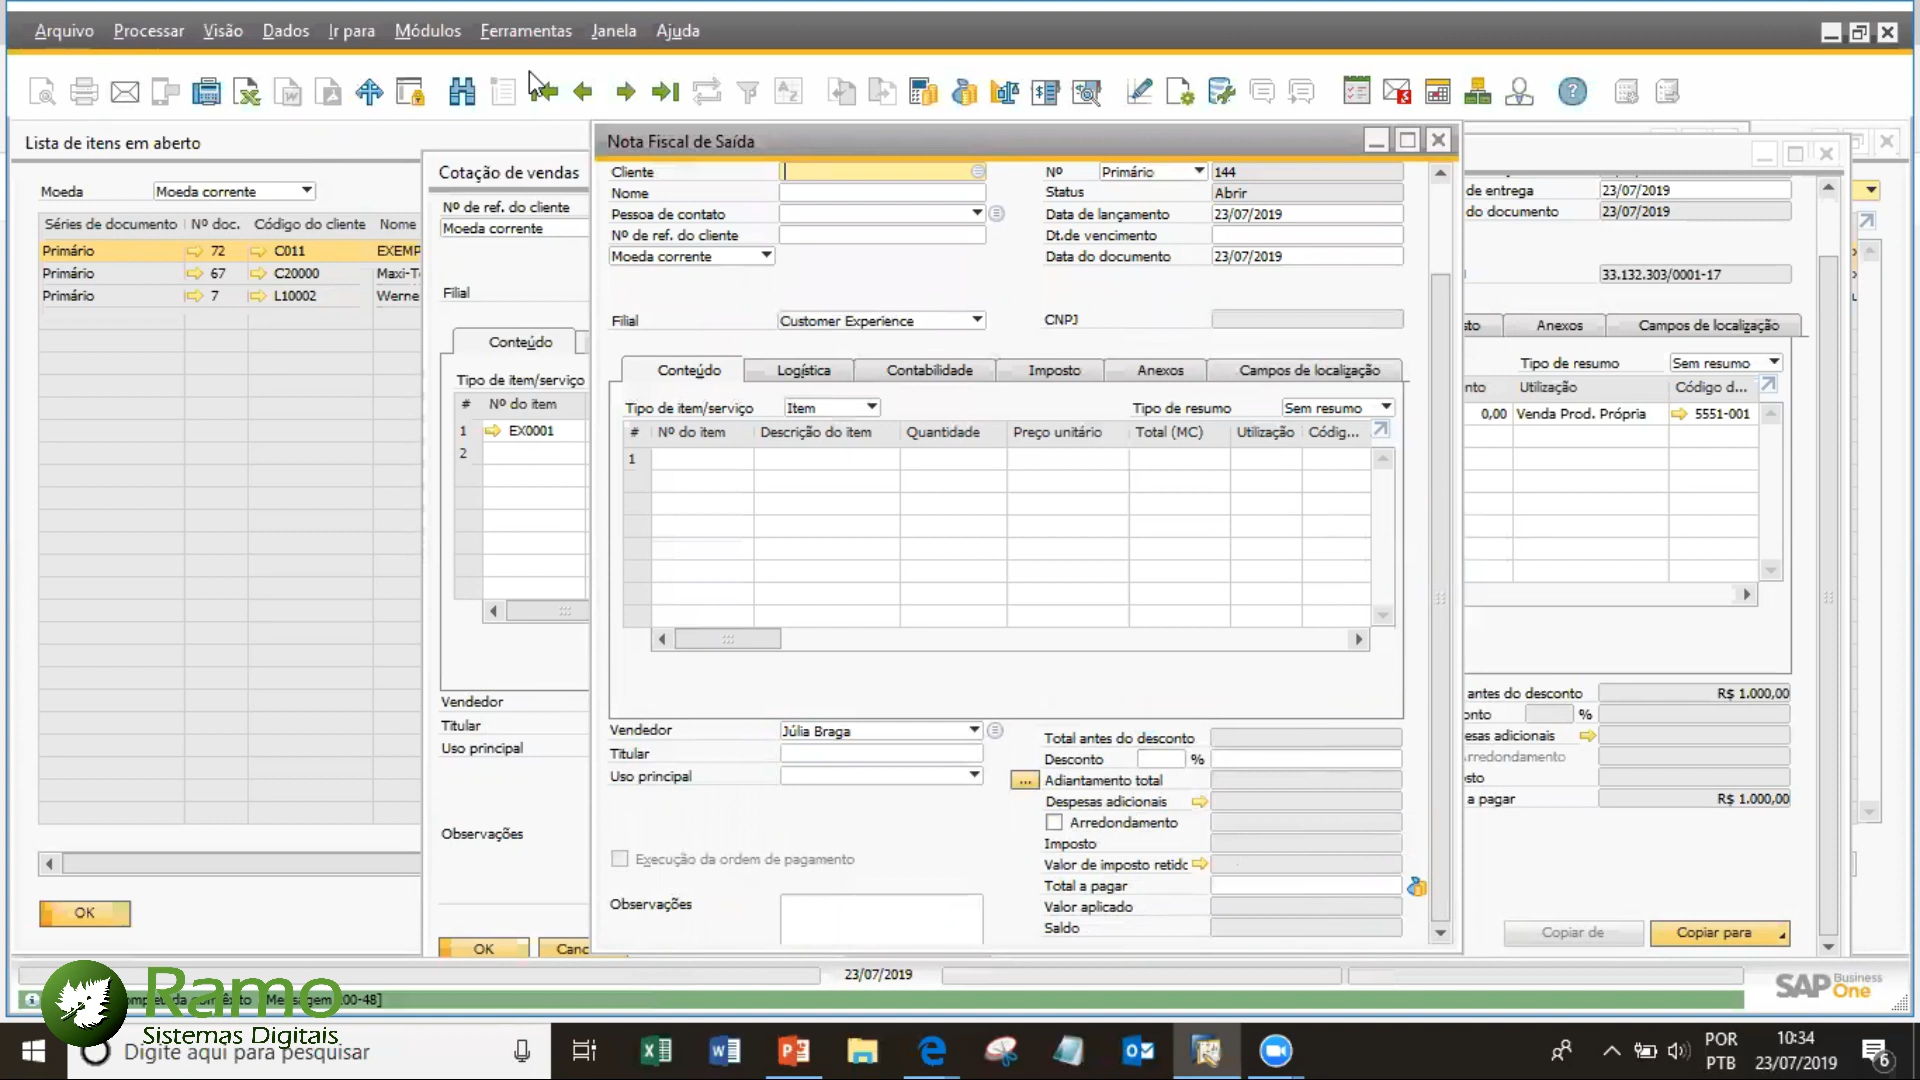 Arquivo Processar Visão Dados Ir para Módulos Ferramentas Janela Ajuda
Lista de itens em aberto
Moeda Moeda corrente
Séries de documento Nº doc. Código do cliente Nome
Primário 72 C011 EXEMP
Primário 67 C20000 Maxi-T
Primário 7 L10002 Werne
OK
Cotação de vendas
Nº de ref. do cliente
Moeda corrente
Filial
Conteúdo
Tipo de item/serviço
# Nº do item
1 EX0001
2
Vendedor
Titular
Uso principal
Observações
OK Canc
Nota Fiscal de Saída
Cliente Nº Primário 144
Nome Status Abrir
Pessoa de contato Data de lançamento 23/07/2019
Nº de ref. do cliente Dt.de vencimento
Moeda corrente Data do documento 23/07/2019
Filial Customer Experience CNPJ
Conteúdo Logística Contabilidade Imposto Anexos Campos de localização
Tipo de item/serviço Item Tipo de resumo Sem resumo
# Nº do item Descrição do item Quantidade Preço unitário Total (MC) Utilização Códig...
1
Vendedor Júlia Braga
Titular
Uso principal
Execução da ordem de pagamento
Observações
Total antes do desconto
Desconto %
... Adiantamento total
Despesas adicionais
Arredondamento
Imposto
Valor de imposto retidc
Total a pagar
Valor aplicado
Saldo
de entrega 23/07/2019
do documento 23/07/2019
33.132.303/0001-17
Anexos Campos de localização
Tipo de resumo Sem resumo
nto Utilização Código d...
0,00 Venda Prod. Própria 5551-001
antes do desconto R$ 1.000,00
onto %
esas adicionais
rredondamento
sto
a pagar R$ 1.000,00
Copiar de Copiar para
23/07/2019
SAP Business One
[Mensagem 200-48]
Ramo
Sistemas Digitais
Digite aqui para pesquisar
POR
PTB
10:34
23/07/2019
6